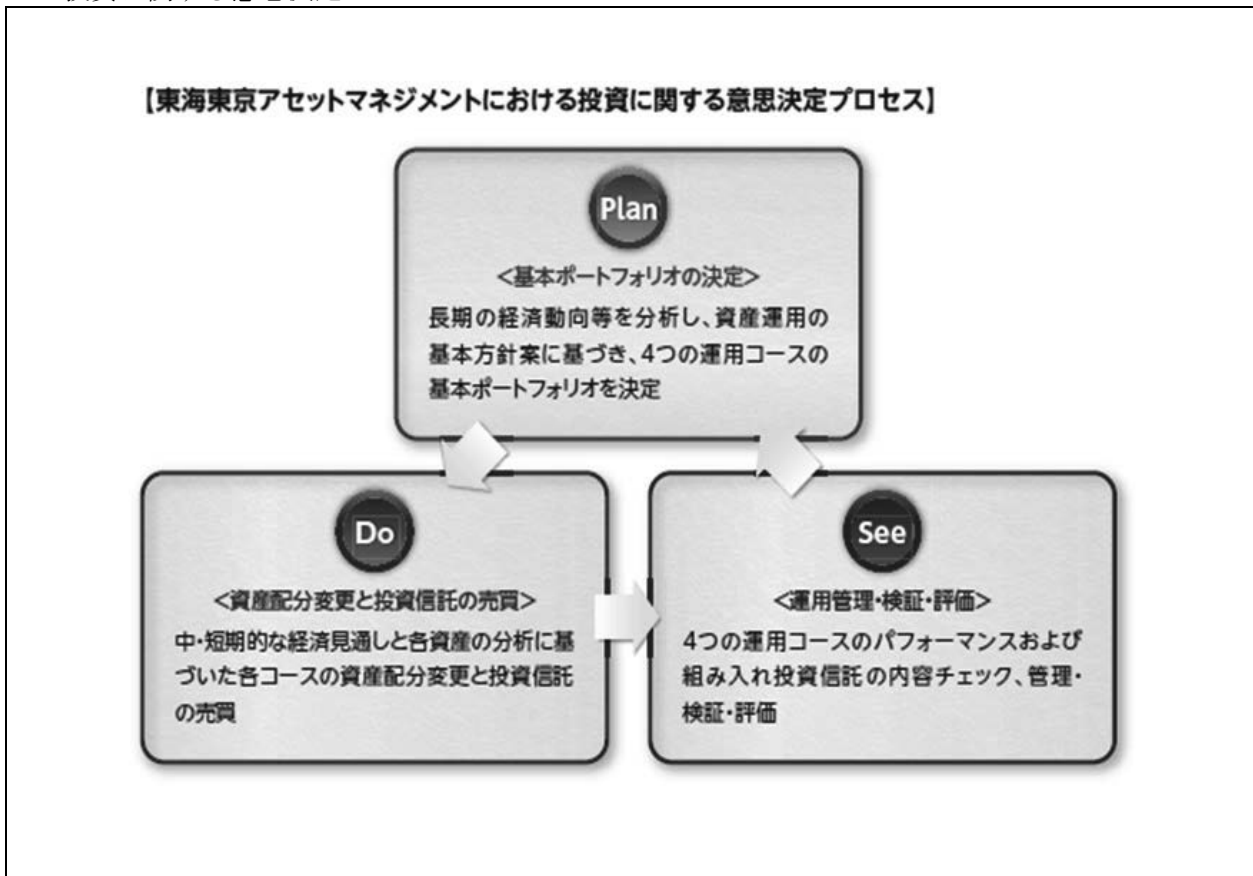 【東海東京アセットマネジメントにおける投資に関する意思決定プロセス】
Plan
<基本ポートフォリオの決定>
長期の経済動向等を分析し、資産運用の
基本方針案に基づき、4つの運用コースの
基本ポートフォリオを決定
Do
<資産配分変更と投資信託の売買>
中・短期的な経済見通しと各資産の分析に基
づいた各コースの資産配分変更と投資信託
の売買
See
<運用管理・検証・評価>
4つの運用コースのパフォーマンスおよび
組み入れ投資信託の内容チェック、管理・
検証・評価